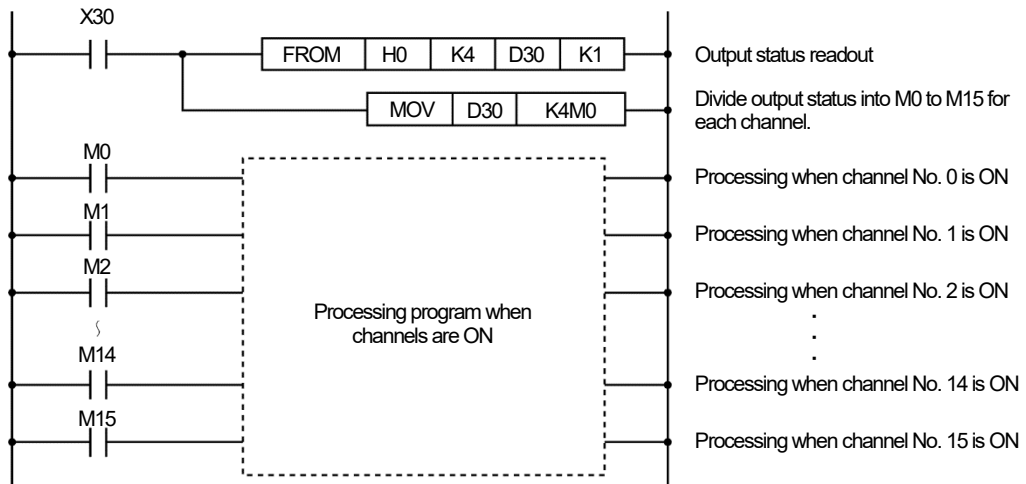 X30
FROM H0 K4 D30 K1 Output status readout
MOV D30 K4M0 Divide output status into M0 to M15 for
each channel.
M0
Processing when channel No. 0 is ON
M1
Processing when channel No. 1 is ON
M2
Processing when channel No. 2 is ON
Processing program when
channels are ON
M14
Processing when channel No. 14 is ON
M15
Processing when channel No. 15 is ON